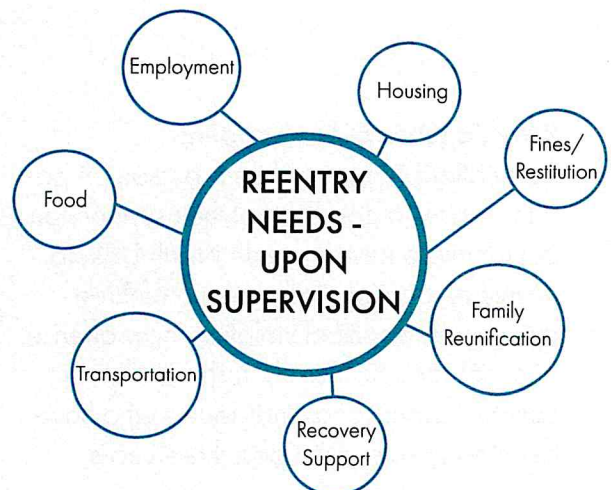 Employment
Housing
Fines/
Restitution
Food
REENTRY
NEEDS -
UPON
SUPERVISION
Family
Reunification
Transportation
Recovery
Support